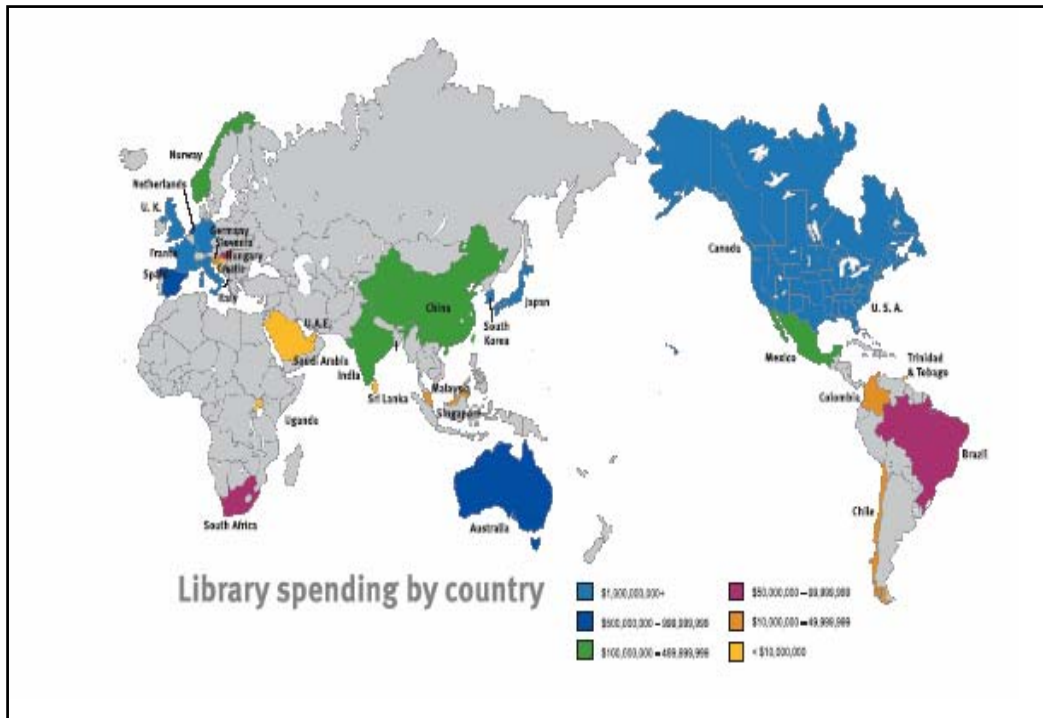 Norway
Netherlands
U. K.
Germany
Slovenia
France
Hungary
Croatia
Spain
Italy
Canada
China
Japan
U. S. A.
U.A.E.
South
Korea
Saudi Arabia
India
Mexico
Trinidad
& Tobago
Malaysia
Sri Lanka
Colombia
Singapore
Uganda
Brazil
Chile
South Africa
Australia
Library spending by country
$1,000,000,000+
$500,000,000 – 999,999,999
$100,000,000 – 499,999,999
$50,000,000 – 99,999,999
$10,000,000 – 49,999,999
< $10,000,000